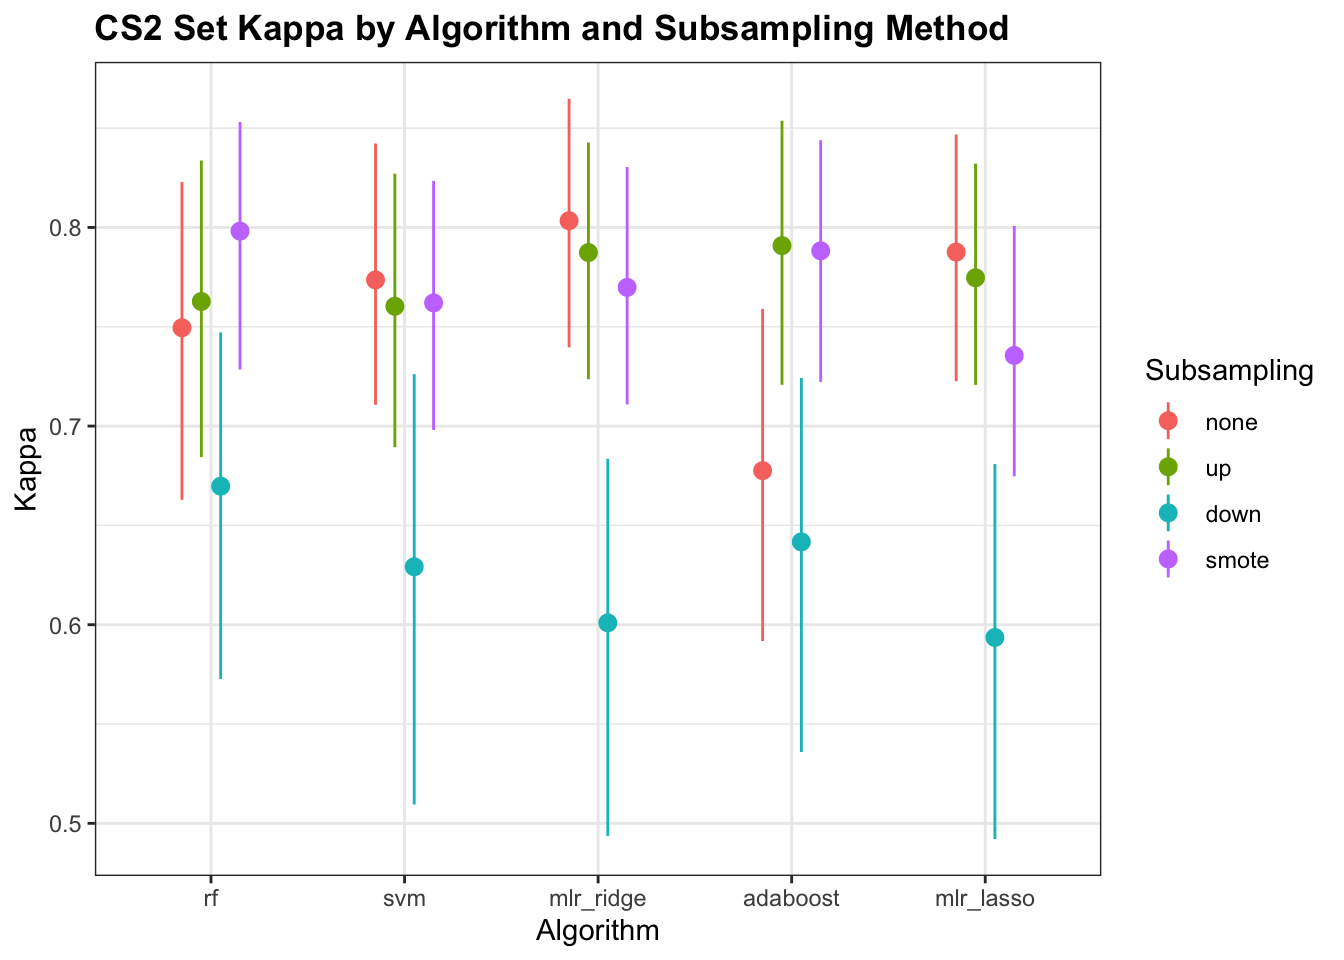 CS2 Set Kappa by Algorithm and Subsampling Method
Kappa
0.8
0.7
0.6
0.5
rf svm mlr_ridge adaboost mlr_lasso
Algorithm
Subsampling
none
up
down
smote